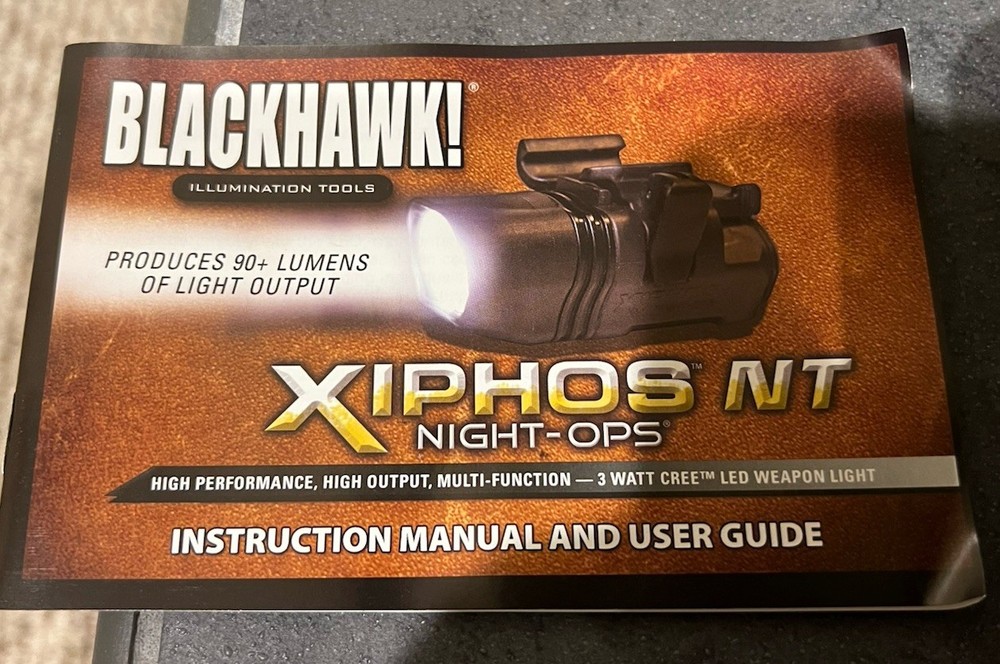 BLACKHAWK!®
ILLUMINATION TOOLS
PRODUCES 90+ LUMENS
OF LIGHT OUTPUT
XIPHOS™ NT
NIGHT-OPS®
HIGH PERFORMANCE, HIGH OUTPUT, MULTI-FUNCTION — 3 WATT CREE™ LED WEAPON LIGHT
INSTRUCTION MANUAL AND USER GUIDE